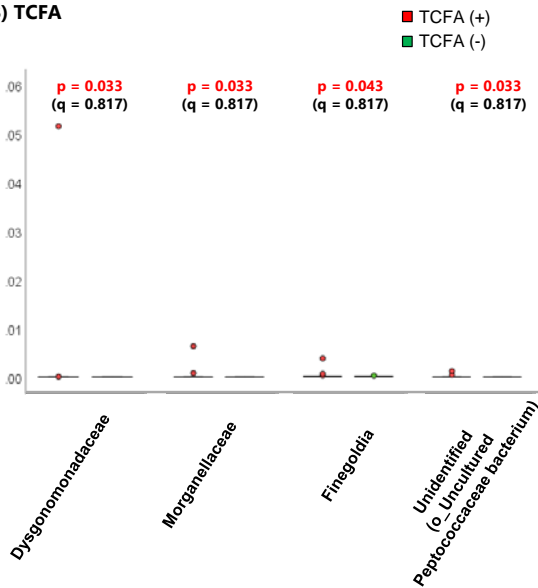 ) TCFA
TCFA (+)
TCFA (-)
p = 0.033 p = 0.033 p = 0.043 p = 0.033
(q = 0.817) (q = 0.817) (q = 0.817) (q = 0.817)
.06
.05
.04
.03
.02
.01
.00
Dysgonomonadaceae
Morganellaceae
Finegoldia
Unidentified
(o_Uncultured
Peptococcaceae bacterium)